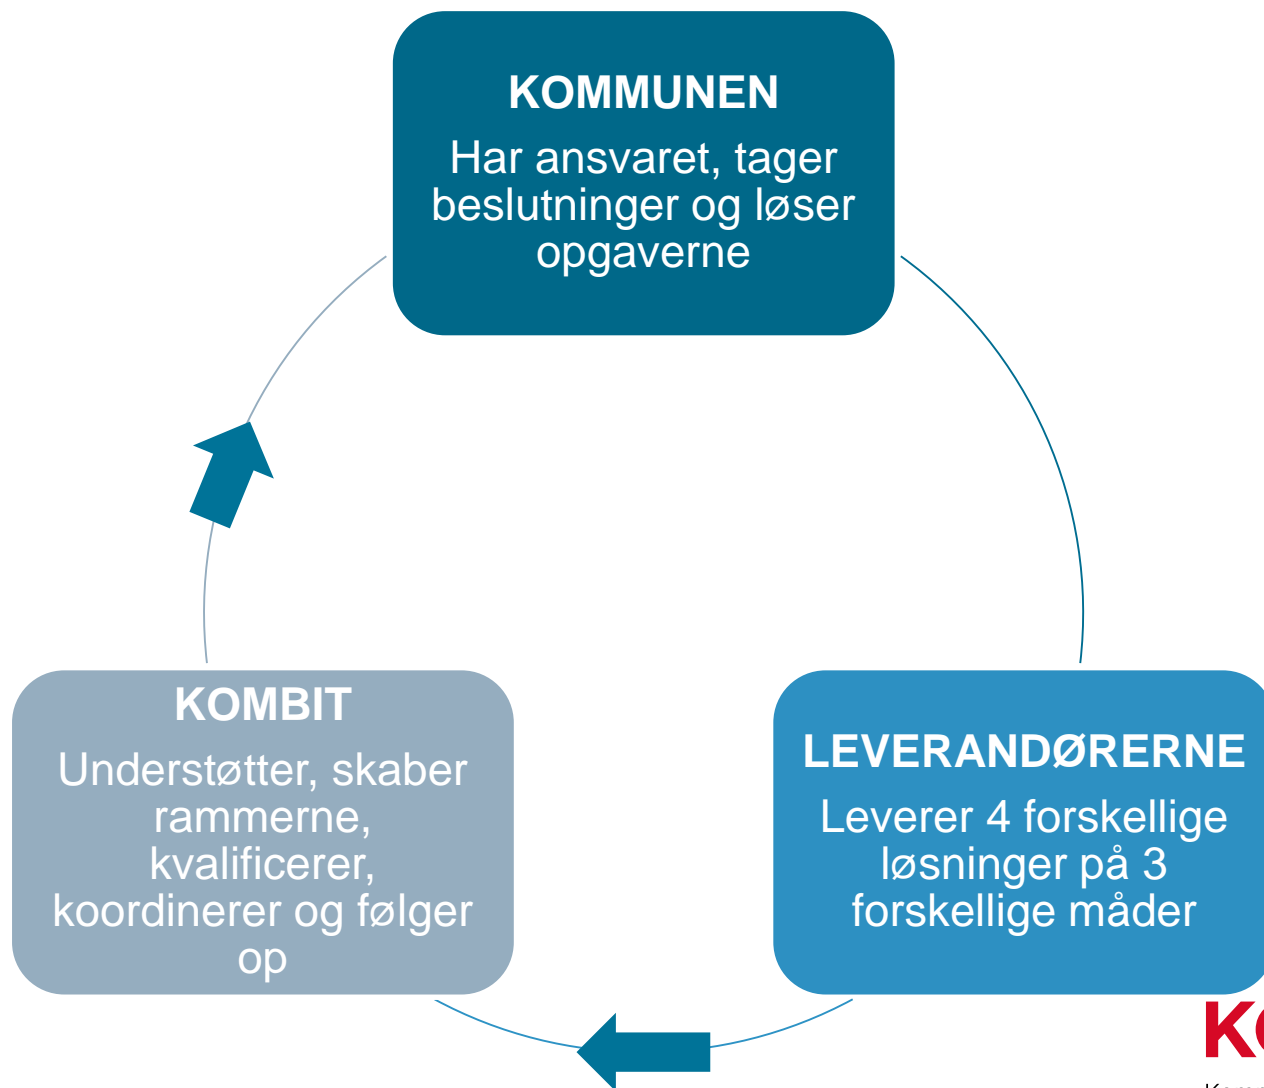 KOMMUNEN
Har ansvaret, tager
beslutninger og løser
opgaverne
KOMBIT
Understøtter, skaber
rammerne,
kvalificerer,
koordinerer og følger
op
LEVERANDØRERNE
Leverer 4 forskellige
løsninger på 3
forskellige måder